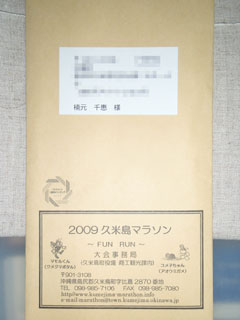 楠元 千恵 様
2009 久米島マラソン
～ FUN RUN ～
大会事務局
(久米島町役場 商工観光課内)
〒901-3108
沖縄県島尻郡久米島町字比嘉 2870 番地
TEL 098-985-7106 FAX 098-985-7080
http://www.kumejima-marathon.info
e-mail:marathon@town.kumejima.okinawa.jp